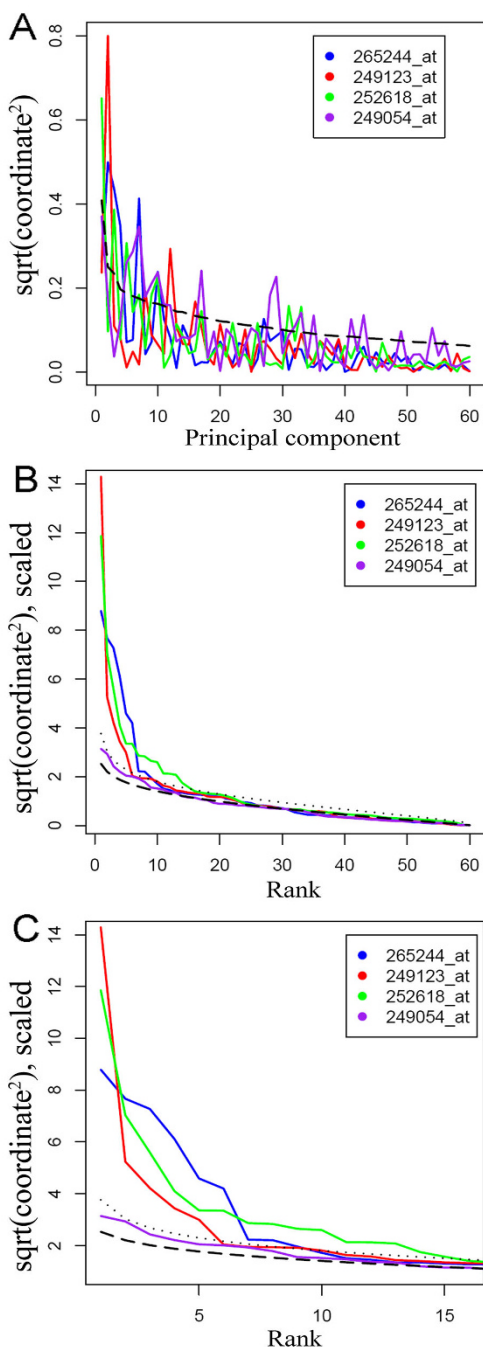 A
sqrt(coordinate²)
0.8
0.6
0.4
0.2
0.0
265244_at
249123_at
252618_at
249054_at
0 10 20 30 40 50 60
Principal component
B
sqrt(coordinate²), scaled
14
12
10
8
6
4
2
0
265244_at
249123_at
252618_at
249054_at
0 10 20 30 40 50 60
Rank
C
sqrt(coordinate²), scaled
14
12
10
8
6
4
2
265244_at
249123_at
252618_at
249054_at
5 10 15
Rank